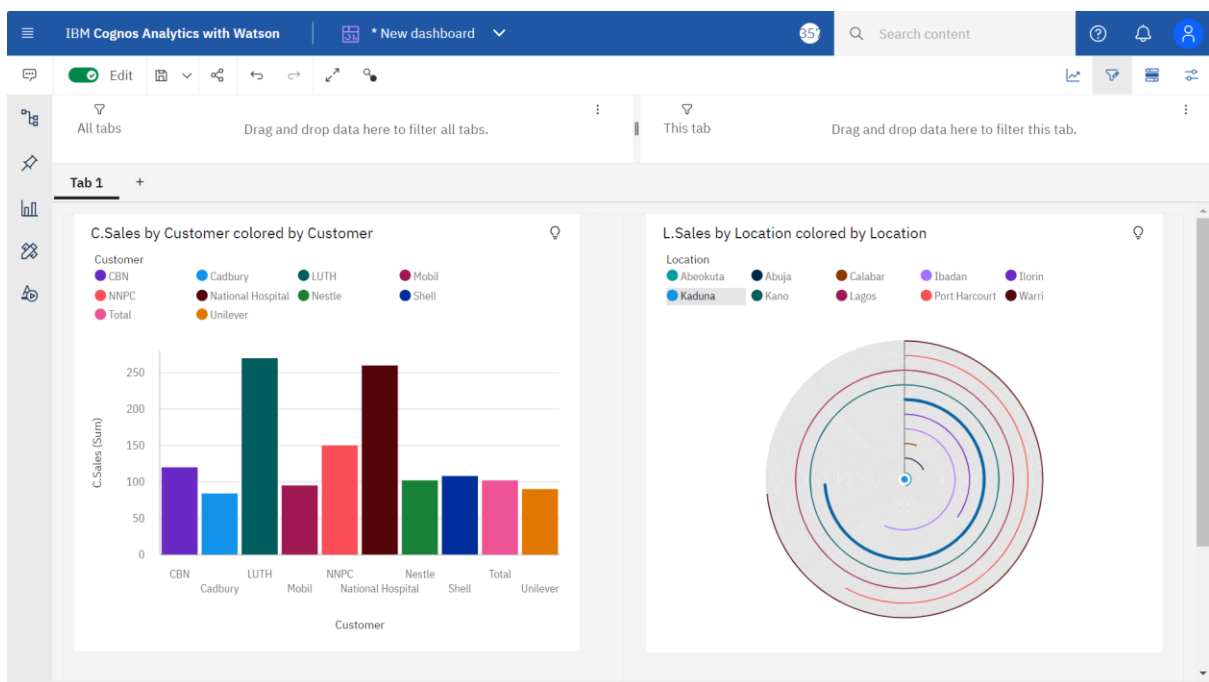 IBM Cognos Analytics with Watson
* New dashboard
Search content
Edit
All tabs
Drag and drop data here to filter all tabs.
This tab
Drag and drop data here to filter this tab.
Tab 1 +
C.Sales by Customer colored by Customer
Customer
CBN Cadbury LUTH Mobil
NNPC National Hospital Nestle Shell
Total Unilever
C.Sales (Sum)
250
200
150
100
50
0
CBN LUTH NNPC Nestle Total
Cadbury Mobil National Hospital Shell Unilever
Customer
L.Sales by Location colored by Location
Location
Abeokuta Abuja Calabar Ibadan Ilorin
Kaduna Kano Lagos Port Harcourt Warri